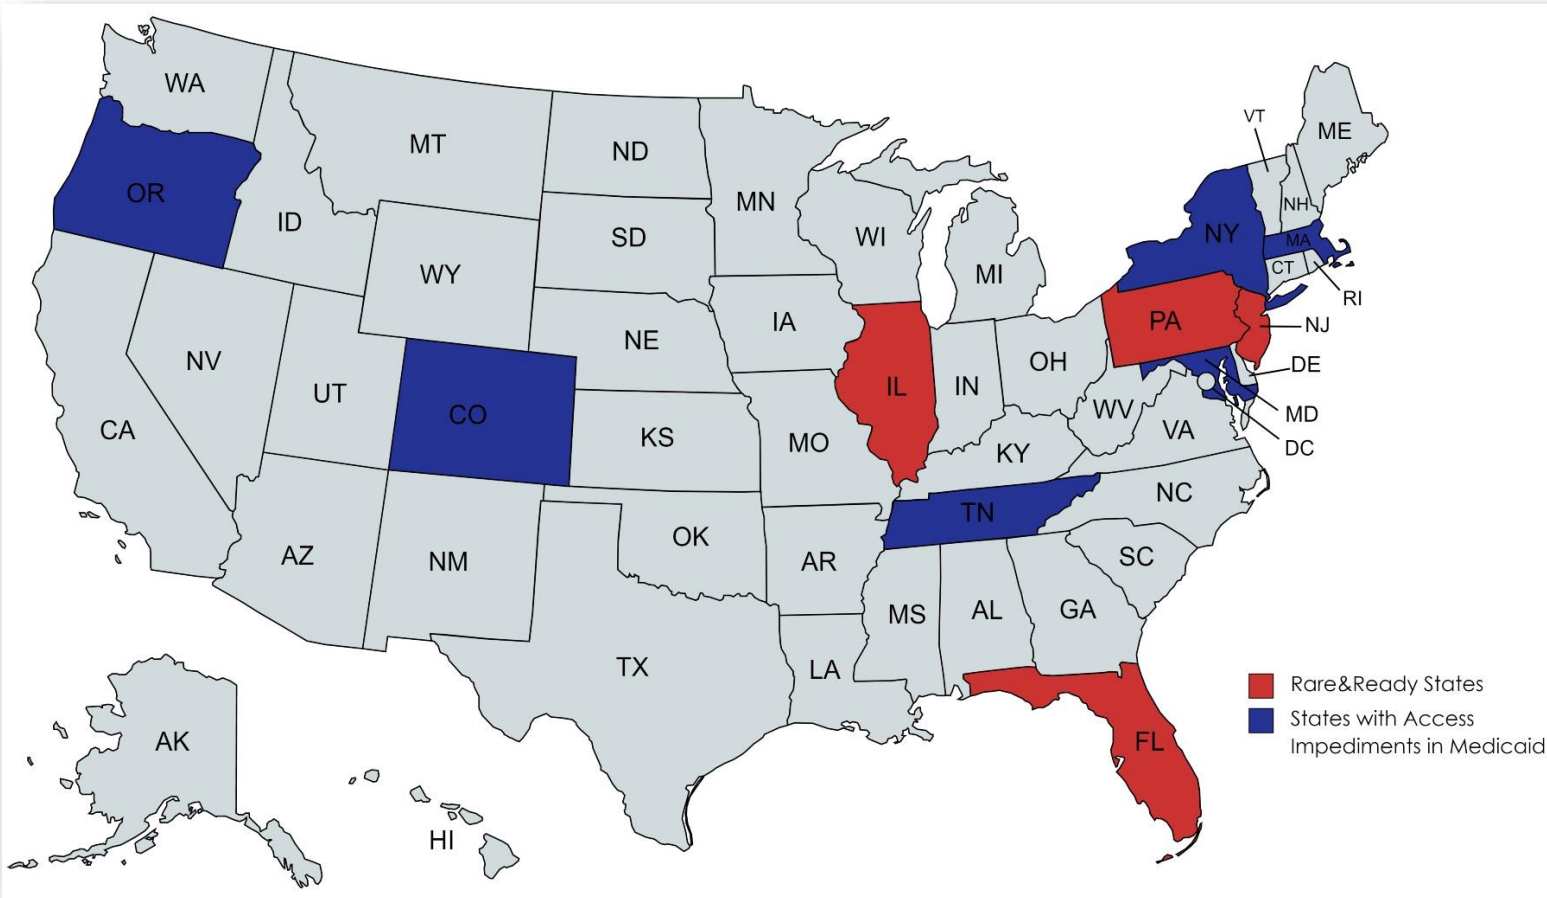 WA
OR
MT
ID
WY
ND
SD
NE
MN
WI
MI
IA
NV
UT
CO
CA
KS
MO
IL
IN
OH
PA
NY
VT
NH
ME
MA
CT
RI
NJ
DE
MD
DC
WV
VA
KY
TN
NC
SC
AZ
NM
OK
AR
MS
AL
GA
TX
LA
FL
AK
HI
Rare&Ready States
States with Access
Impediments in Medicaid